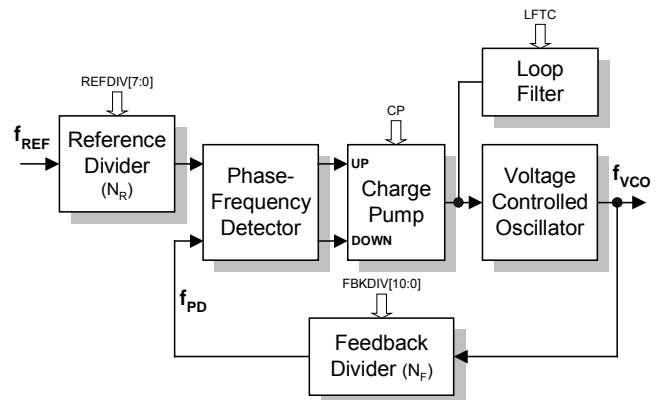 LFTC
Loop
Filter
REFDIV[7:0]
CP
f_REF
Reference
Divider
(N_R)
Phase-
Frequency
Detector
UP
Charge
Pump
DOWN
Voltage
Controlled
Oscillator
f_VCO
f_PD
FBKDIV[10:0]
Feedback
Divider (N_F)